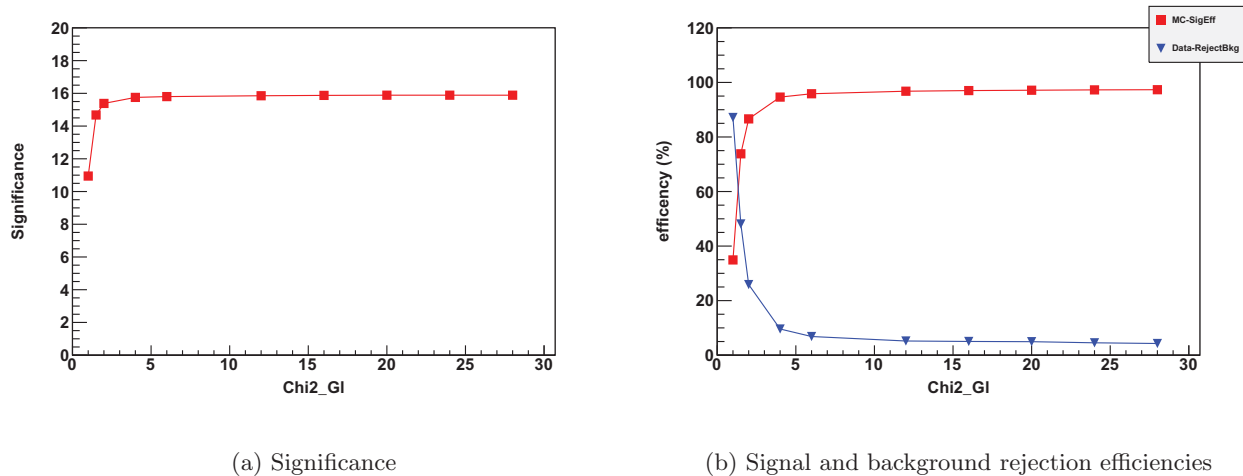 20
18
16
14
12
10
8
6
4
2
0
Significance
0 5 10 15 20 25 30
Chi2_Gl
(a) Significance
MC-SigEff
Data-RejectBkg
120
100
80
60
40
20
0
efficency (%)
0 5 10 15 20 25 30
Chi2_Gl
(b) Signal and background rejection efficiencies